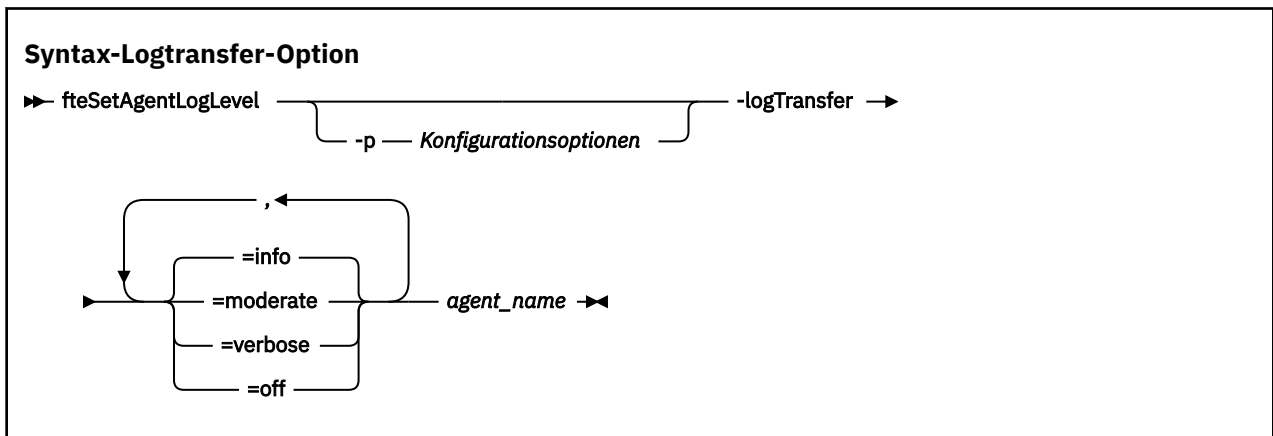 Syntax-Logtransfer-Option
fteSetAgentLogLevel -logTransfer
-p Konfigurationsoptionen
,
=info
=moderate agent_name
=verbose
=off